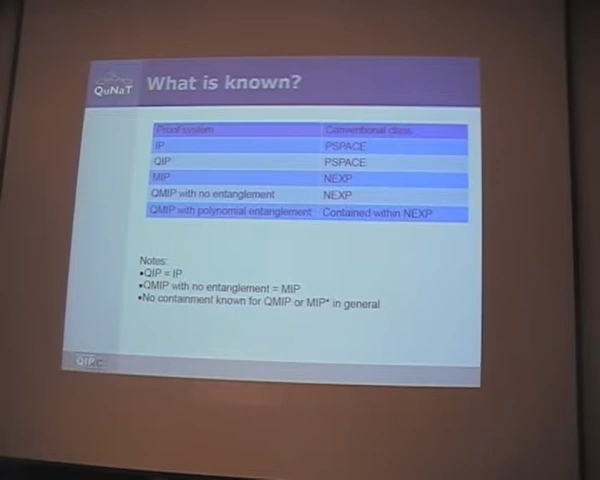 QuNaT
What is known?
Proof system Conventional class
IP PSPACE
QIP PSPACE
MIP NEXP
QMIP with no entanglement NEXP
QMIP with polynomial entanglement Contained within NEXP
Notes:
•QIP = IP
•QMIP with no entanglement = MIP
•No containment known for QMIP or MIP* in general
QIPRC